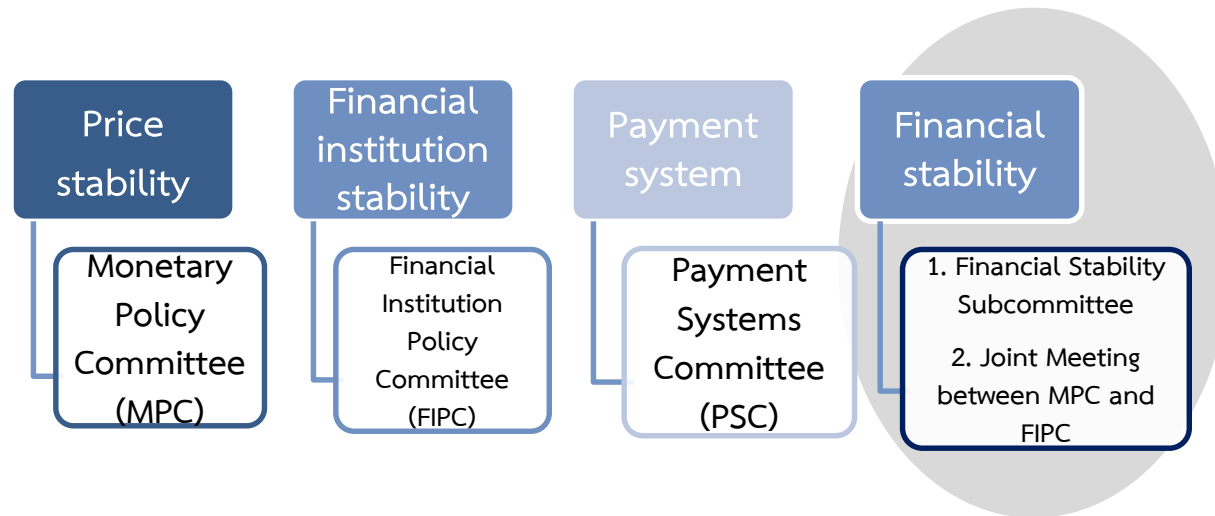 Price
stability
Monetary
Policy
Committee
(MPC)
Financial
institution
stability
Financial
Institution
Policy
Committee
(FIPC)
Payment
system
Payment
Systems
Committee
(PSC)
Financial
stability
1. Financial Stability
Subcommittee
2. Joint Meeting
between MPC and
FIPC